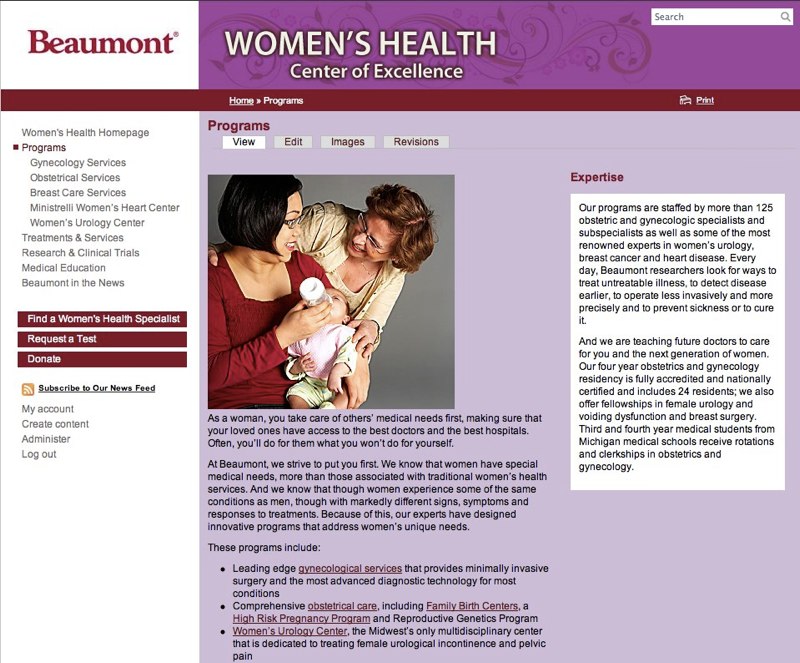 Beaumont®
WOMEN'S HEALTH
Center of Excellence
Search
Home » Programs
Print
Women's Health Homepage
Programs
Gynecology Services
Obstetrical Services
Breast Care Services
Ministrelli Women's Heart Center
Women's Urology Center
Treatments & Services
Research & Clinical Trials
Medical Education
Beaumont in the News
Find a Women's Health Specialist
Request a Test
Donate
Subscribe to Our News Feed
My account
Create content
Administer
Log out
Programs
View Edit Images Revisions
As a woman, you take care of others' medical needs first, making sure that
your loved ones have access to the best doctors and the best hospitals.
Often, you'll do for them what you won't do for yourself.
At Beaumont, we strive to put you first. We know that women have special
medical needs, more than those associated with traditional women's health
services. And we know that though women experience some of the same
conditions as men, though with markedly different signs, symptoms and
responses to treatments. Because of this, our experts have designed
innovative programs that address women's unique needs.
These programs include:
• Leading edge gynecological services that provides minimally invasive
surgery and the most advanced diagnostic technology for most
conditions
• Comprehensive obstetrical care, including Family Birth Centers, a
High Risk Pregnancy Program and Reproductive Genetics Program
• Women's Urology Center, the Midwest's only multidisciplinary center
that is dedicated to treating female urological incontinence and pelvic
pain
Expertise
Our programs are staffed by more than 125
obstetric and gynecologic specialists and
subspecialists as well as some of the most
renowned experts in women's urology,
breast cancer and heart disease. Every
day, Beaumont researchers look for ways to
treat untreatable illness, to detect disease
earlier, to operate less invasively and more
precisely and to prevent sickness or to cure
it.
And we are teaching future doctors to care
for you and the next generation of women.
Our four year obstetrics and gynecology
residency is fully accredited and nationally
certified and includes 24 residents; we also
offer fellowships in female urology and
voiding dysfunction and breast surgery.
Third and fourth year medical students from
Michigan medical schools receive rotations
and clerkships in obstetrics and
gynecology.